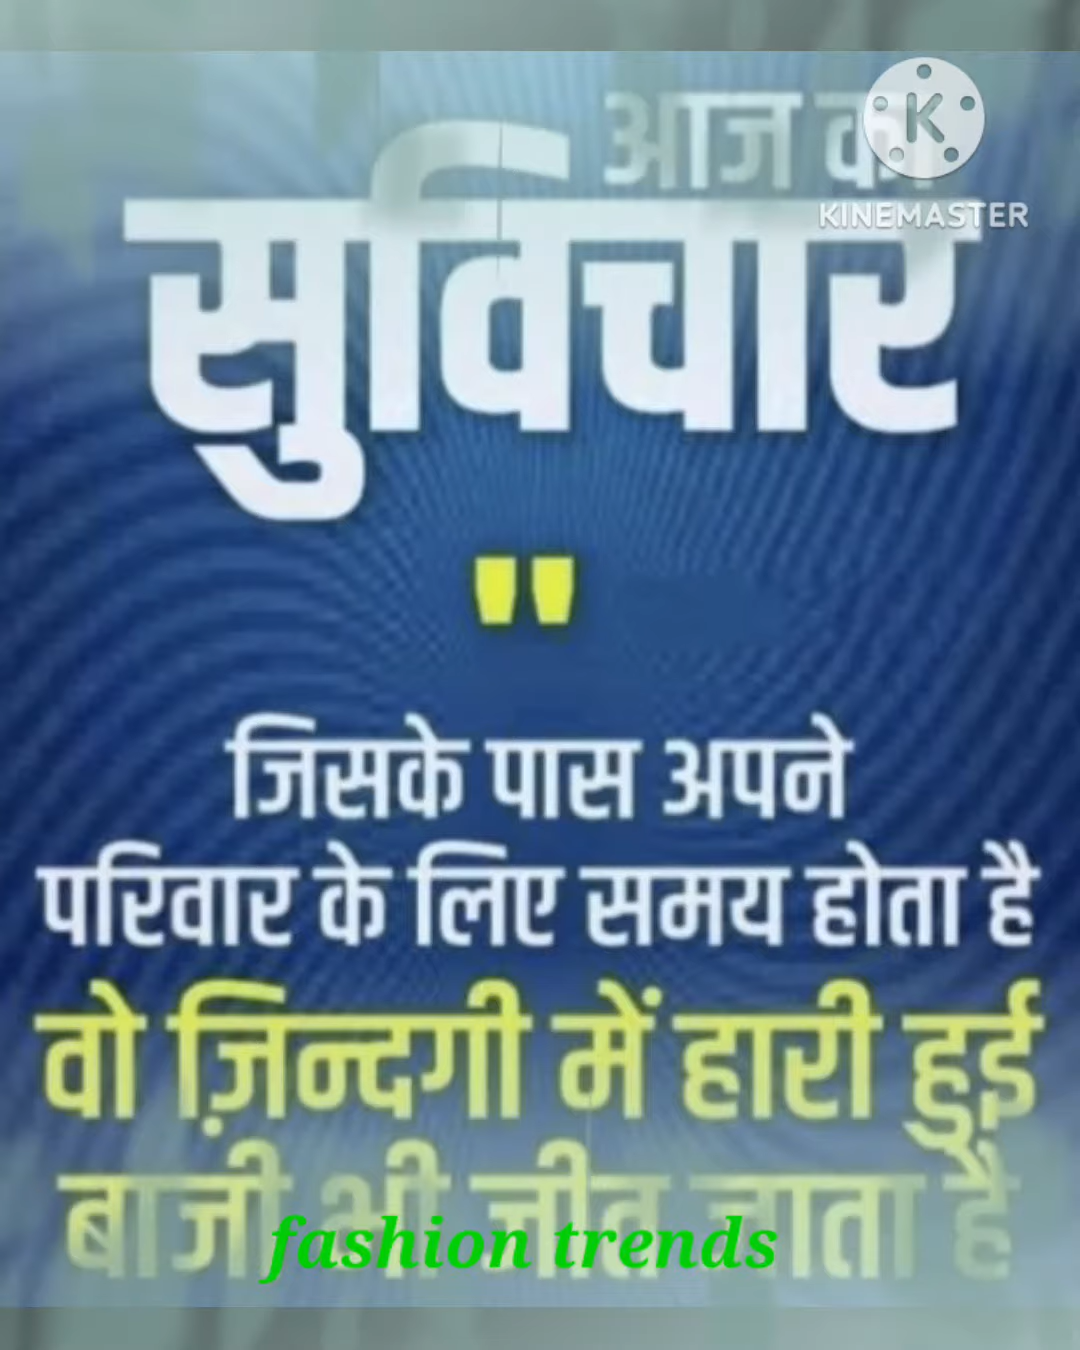 आज का
KINEMASTER
सुविचार
"
जिसके पास अपने
परिवार के लिए समय होता है
वो ज़िन्दगी में हारी हुई
बाजी भी जीत जाता है
fashion trends